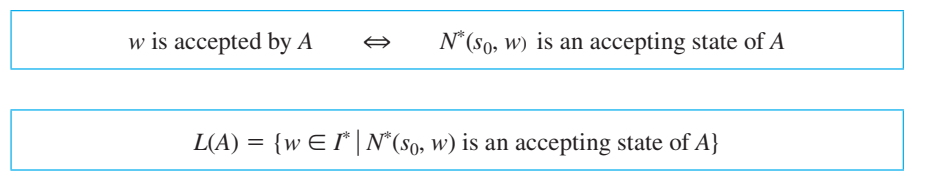 w is accepted by A ⇔ N*(s₀, w) is an accepting state of A
L(A) = {w ∈ I* | N*(s₀, w) is an accepting state of A}